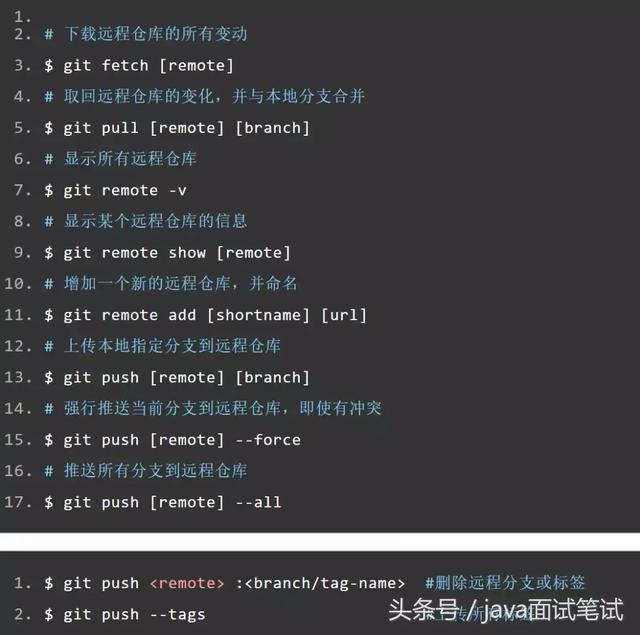 1.
2. # 下载远程仓库的所有变动
3. $ git fetch [remote]
4. # 取回远程仓库的变化，并与本地分支合并
5. $ git pull [remote] [branch]
6. # 显示所有远程仓库
7. $ git remote -v
8. # 显示某个远程仓库的信息
9. $ git remote show [remote]
10. # 增加一个新的远程仓库，并命名
11. $ git remote add [shortname] [url]
12. # 上传本地指定分支到远程仓库
13. $ git push [remote] [branch]
14. # 强行推送当前分支到远程仓库，即使有冲突
15. $ git push [remote] --force
16. # 推送所有分支到远程仓库
17. $ git push [remote] --all
1. $ git push <remote> :<branch/tag-name> #删除远程分支或标签
2. $ git push --tags
头条号 / java面试笔试